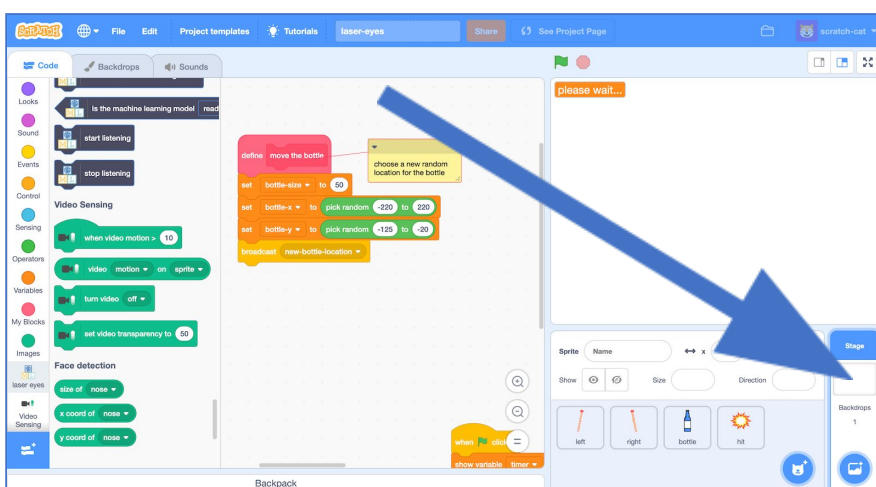 SCRATCH File Edit Project templates Tutorials laser-eyes Share See Project Page scratch-cat
Code Backdrops Sounds
Looks
Sound
Events
Control
Sensing
Operators
Variables
My Blocks
Images
laser eyes
Video
Sensing
Is the machine learning model read
start listening
stop listening
Video Sensing
when video motion > 10
video motion on sprite
turn video off
set video transparency to 50
Face detection
size of nose
x coord of nose
y coord of nose
define move the bottle
choose a new random
location for the bottle
set bottle-size to 50
set bottle-x to pick random -220 to 220
set bottle-y to pick random -125 to -20
broadcast new-bottle-location
when clic
show variable timer
Backpack
please wait...
Sprite Name x
Show Size Direction
left right bottle hit
Stage
Backdrops
1